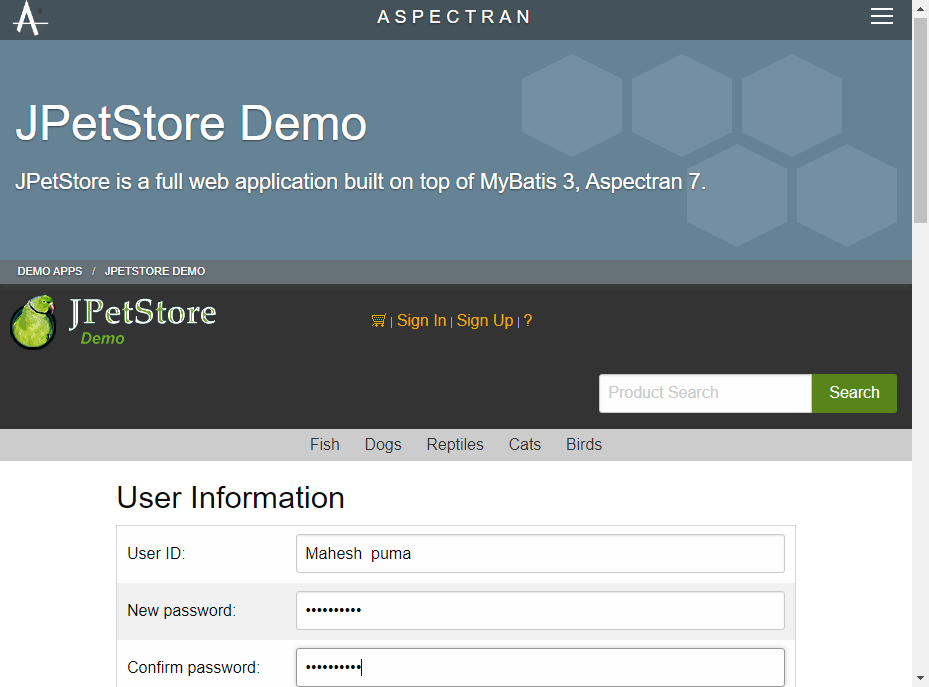 ASPECTRAN
JPetStore Demo
JPetStore is a full web application built on top of MyBatis 3, Aspectran 7.
DEMO APPS / JPETSTORE DEMO
JPetStore
Demo
| Sign In | Sign Up | ?
Product Search Search
Fish Dogs Reptiles Cats Birds
User Information
User ID: Mahesh  puma
New password: ••••••••••
Confirm password: ••••••••••